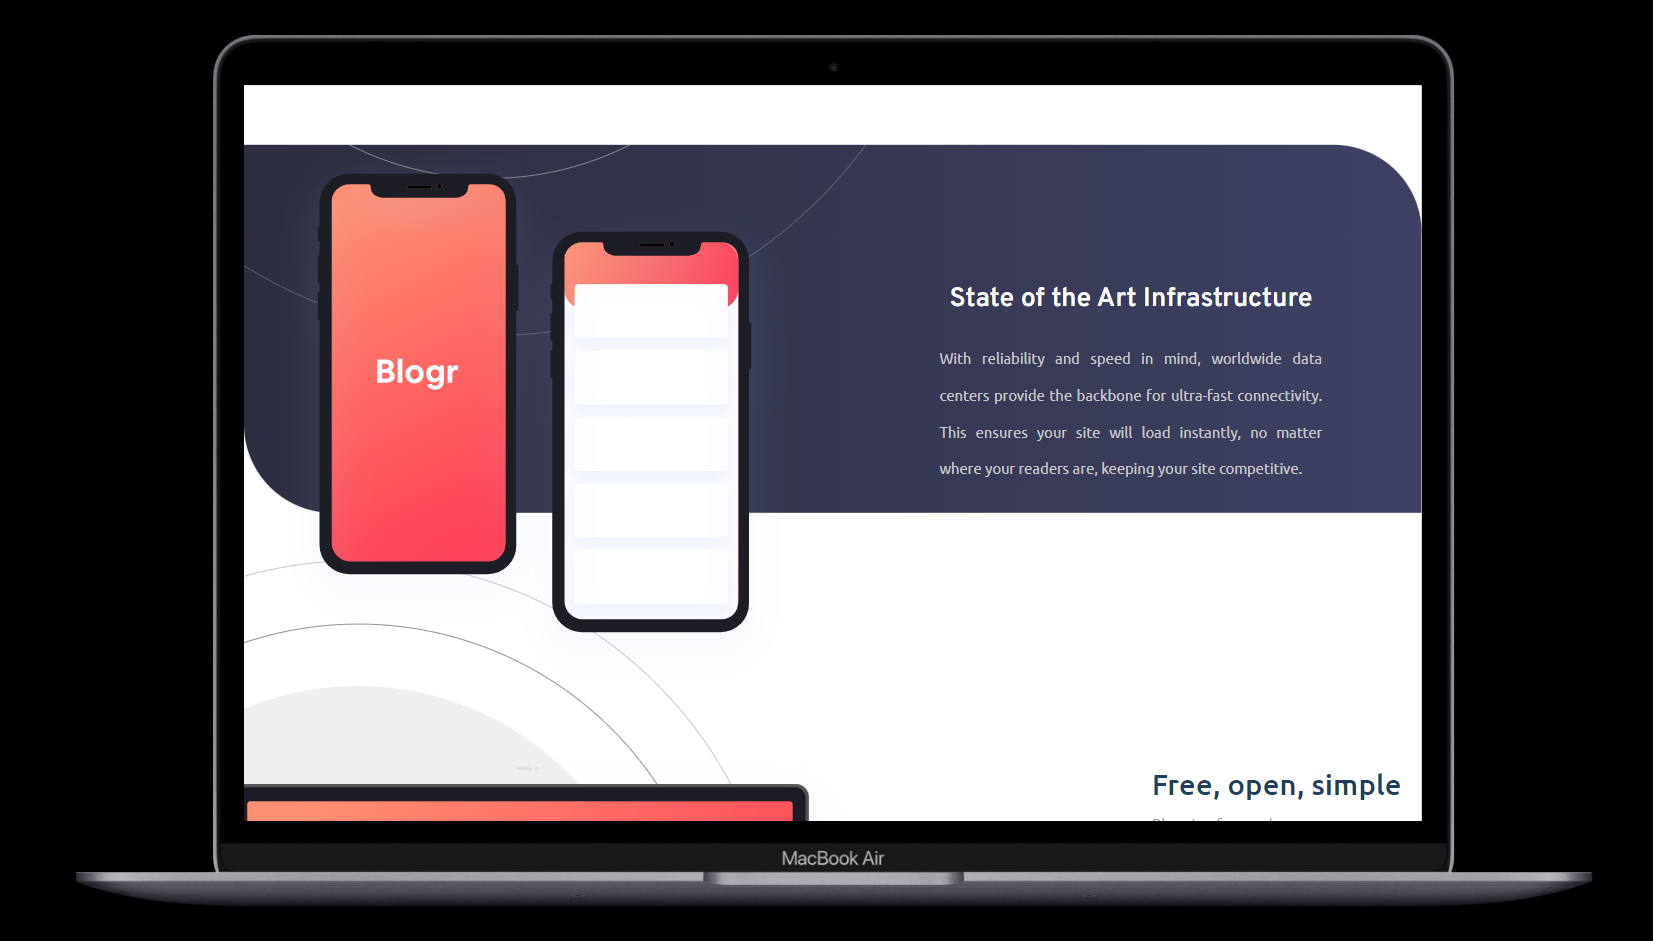 Blogr
State of the Art Infrastructure
With reliability and speed in mind, worldwide data
centers provide the backbone for ultra-fast connectivity.
This ensures your site will load instantly, no matter
where your readers are, keeping your site competitive.
Free, open, simple
MacBook Air